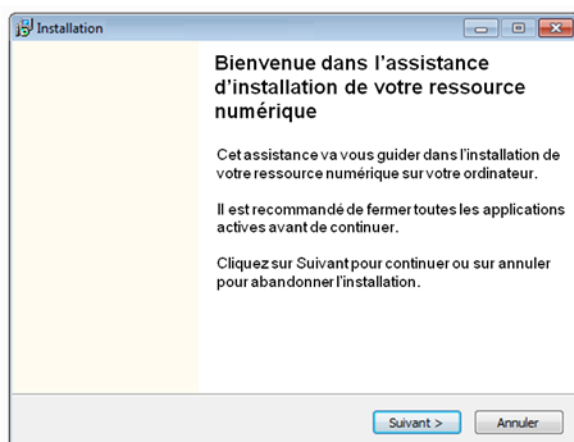 Installation
Bienvenue dans l'assistance
d'installation de votre ressource
numérique
Cet assistance va vous guider dans l'installation de
votre ressource numérique sur votre ordinateur.
Il est recommandé de fermer toutes les applications
actives avant de continuer.
Cliquez sur Suivant pour continuer ou sur annuler
pour abandonner l'installation.
Suivant >
Annuler